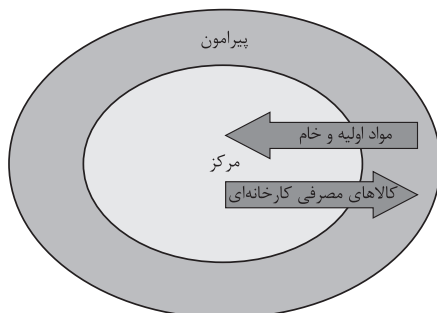 پیرامون
مواد اولیه و خام
مرکز
کالاهای مصرفی کارخانه‌ای